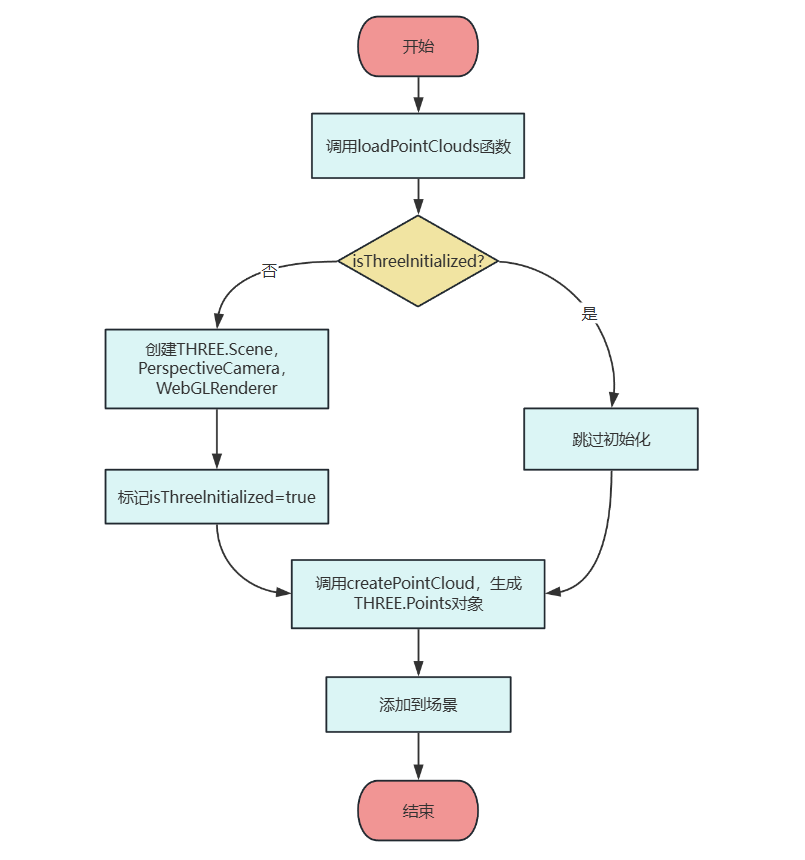 开始
调用loadPointClouds函数
isThreeInitialized?
否
是
创建THREE.Scene，
PerspectiveCamera，
WebGLRenderer
跳过初始化
标记isThreeInitialized=true
调用createPointCloud，生成
THREE.Points对象
添加到场景
结束